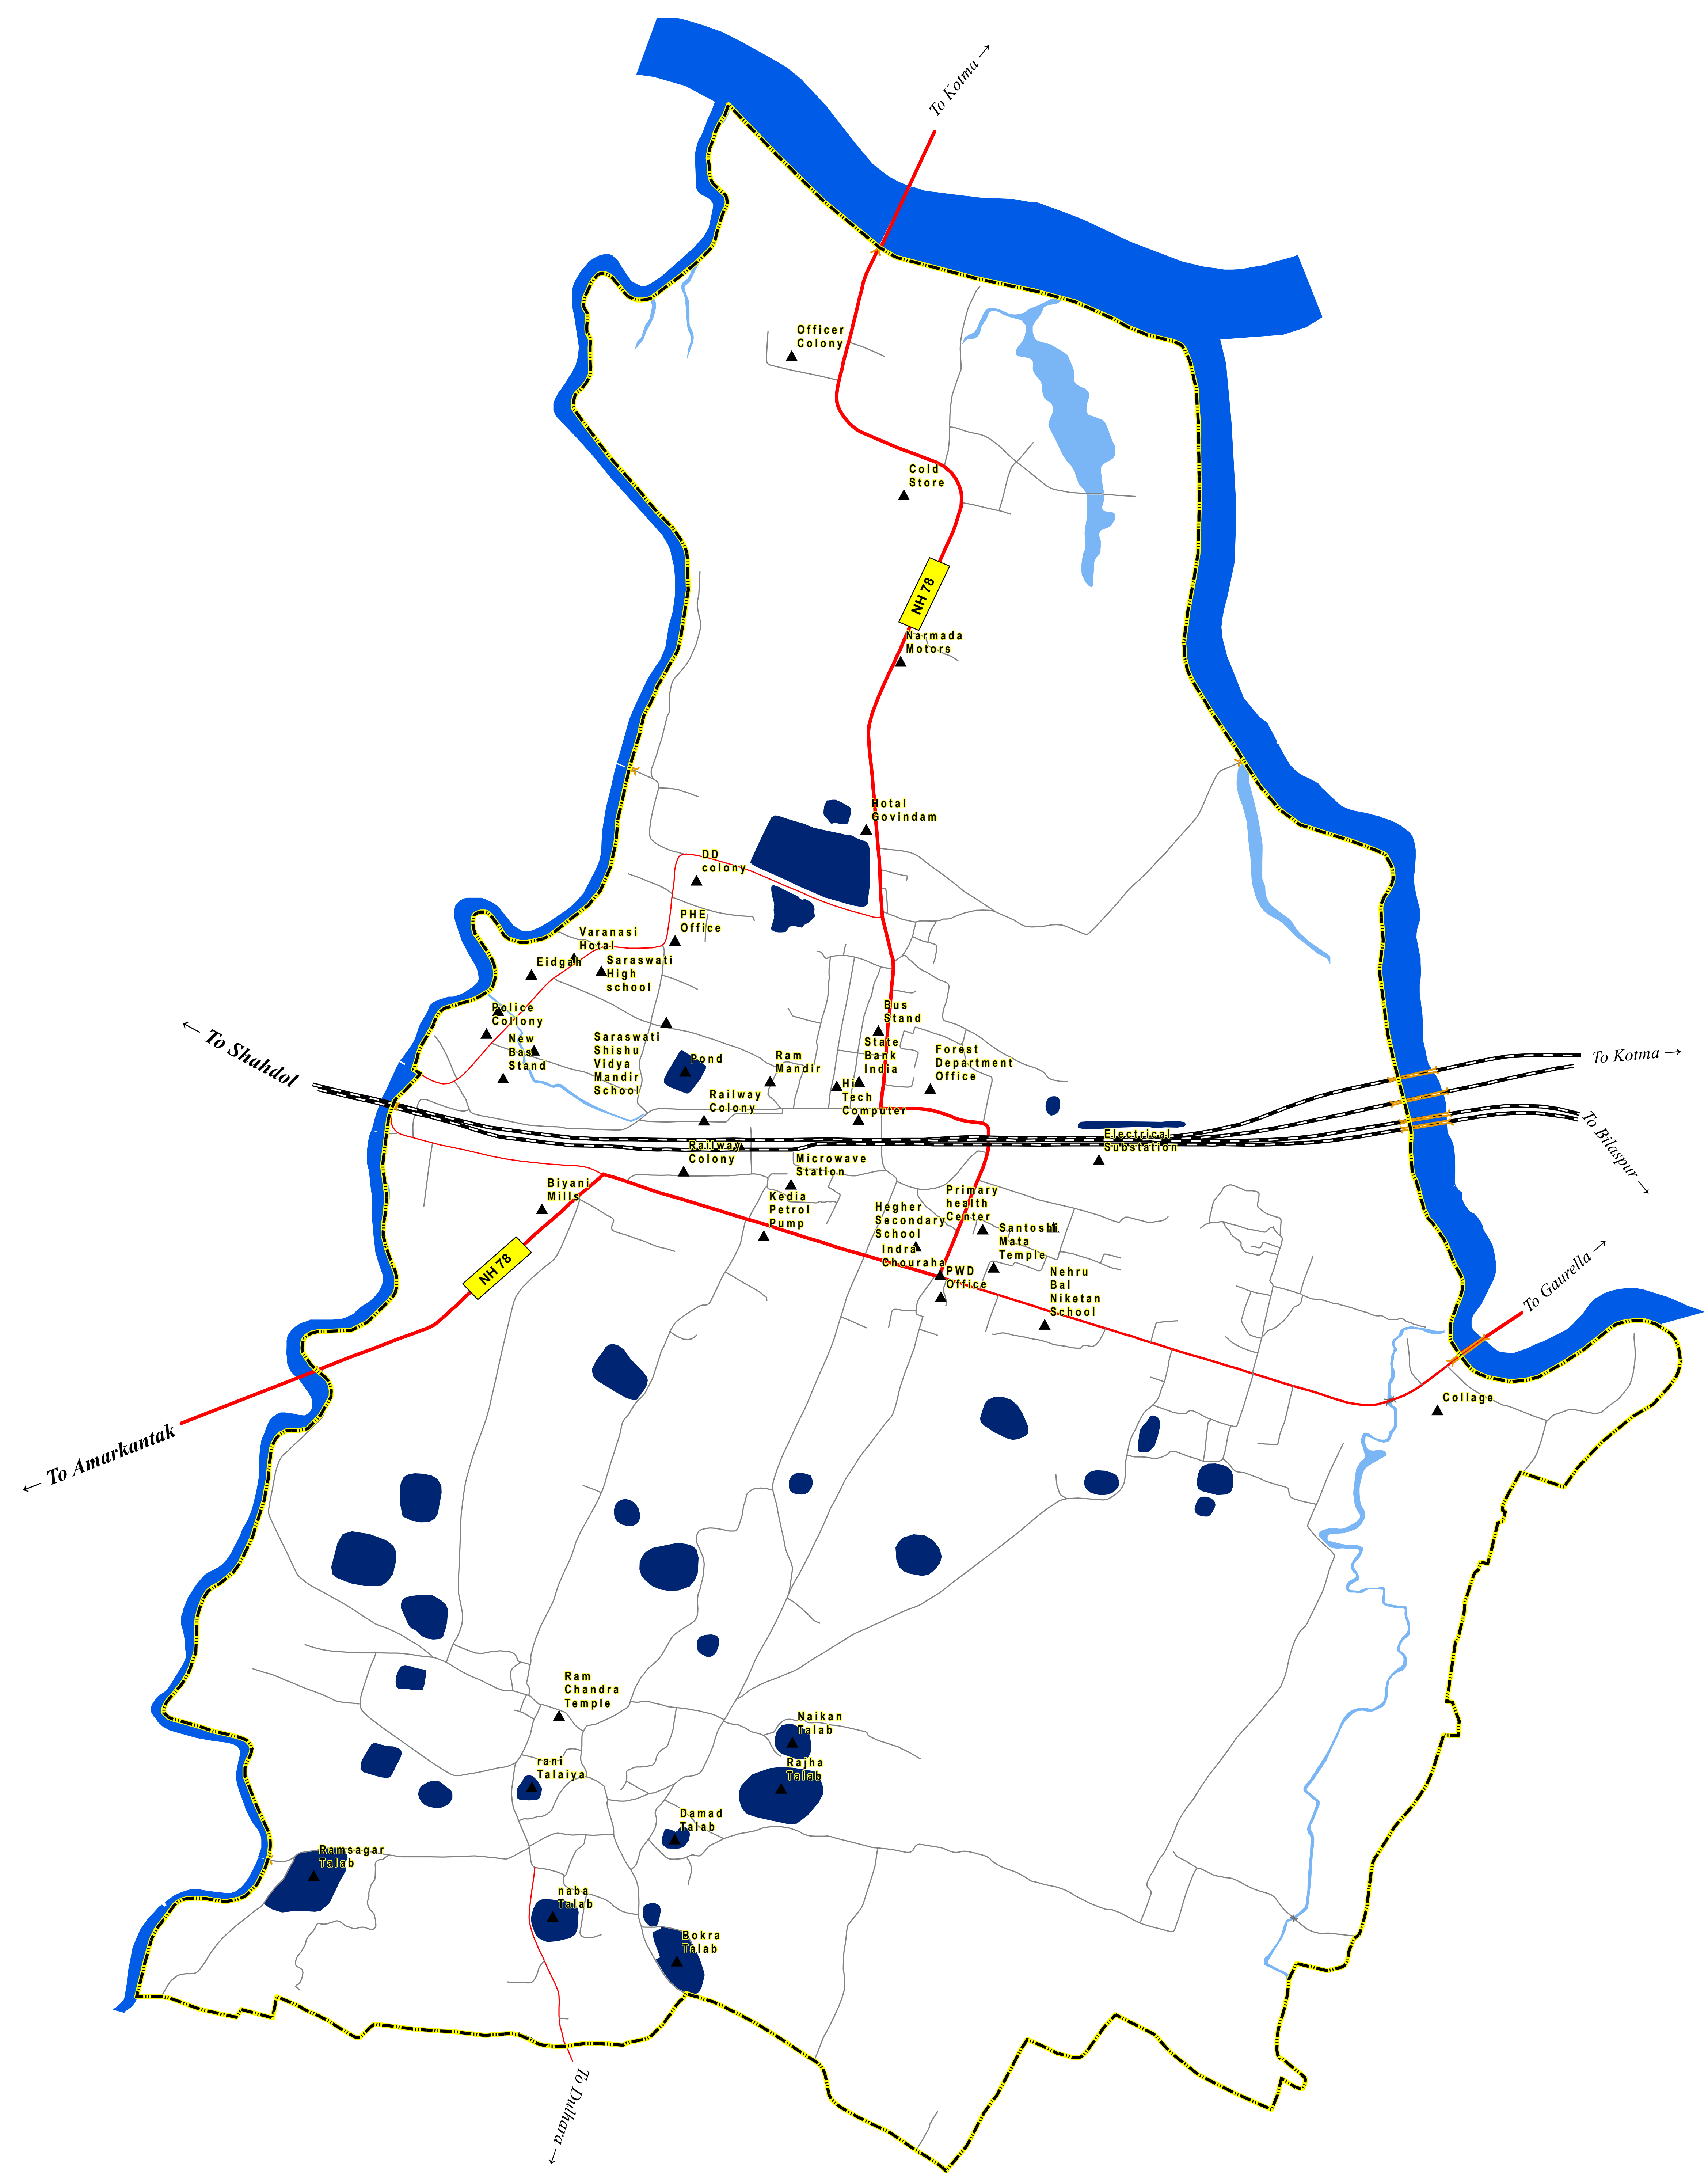 To Kotma →
Officer
Colony
Cold
Store
NH 78
Narmada
Motors
Hotal
Govindam
DD
colony
PHE
Office
Varanasi
Hotal
Eidgah
Saraswati
High
school
Police
Collony
New
Bas
Stand
Saraswati
Shishu
Vidya
Mandir
School
Pond
Ram
Mandir
Bus
Stand
State
Bank
India
Forest
Department
Office
Hi
Tech
Computer
Railway
Colony
← To Shahdol
To Kotma →
To Bilaspur →
Railway
Colony
Microwave
Station
Electrical
Substation
Biyani
Mills
Kedia
Petrol
Pump
Hegher
Secondary
School
Primary
health
Center
Santoshi
Mata
Temple
Indra
Chouraha
PWD
Office
Nehru
Bal
Niketan
School
NH 78
To Gaurella →
Collage
← To Amarkantak
Ram
Chandra
Temple
Naikan
Talab
rani
Talaiya
Rajha
Talab
Damad
Talab
Ramsagar
Talab
naba
Talab
Bokra
Talab
To Dulhara →